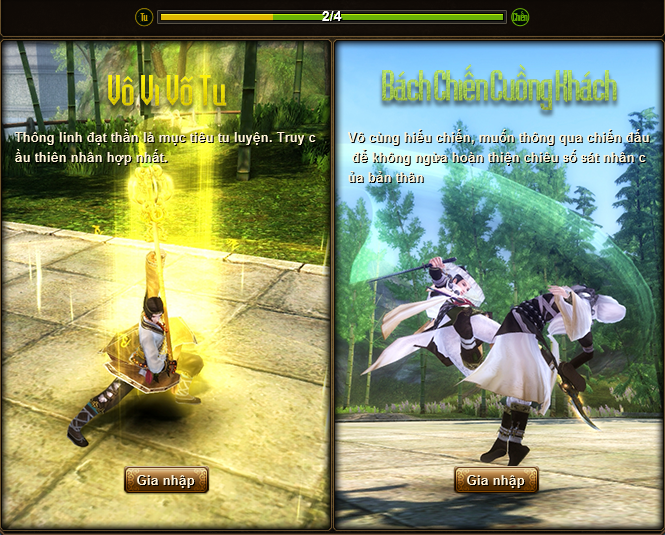 Tu
2/4
Chiến
Vô Vi Võ Tu
Thông linh đạt thần là mục tiêu tu luyện. Truy c
ầu thiên nhân hợp nhất.
Gia nhập
Bách Chiến Cuồng Khách
Vô cùng hiếu chiến, muốn thông qua chiến đấu
để không ngừa hoàn thiện chiêu số sát nhân c
ủa bản thân
Gia nhập